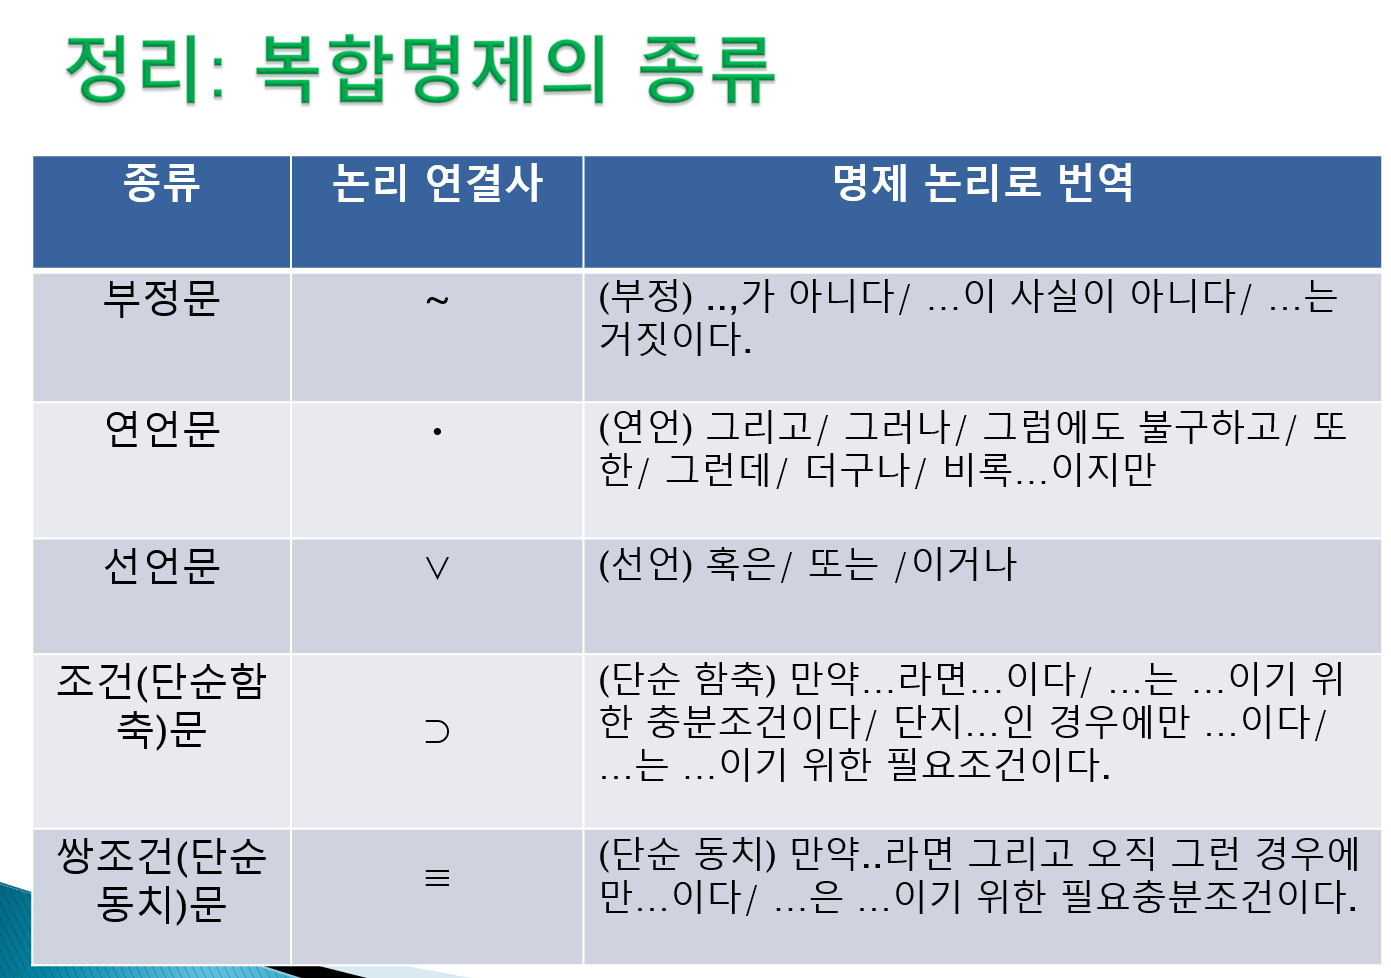 정리: 복합명제의 종류
종류
논리 연결사
명제 논리로 번역
부정문
~
(부정) ..,가 아니다/ …이 사실이 아니다/ …는
거짓이다.
연언문
·
(연언) 그리고/ 그러나/ 그럼에도 불구하고/ 또
한/ 그런데/ 더구나/ 비록…이지만
선언문
∨
(선언) 혹은/ 또는 /이거나
조건(단순함
축)문
⊃
(단순 함축) 만약…라면…이다/ …는 …이기 위
한 충분조건이다/ 단지…인 경우에만 …이다/
…는 …이기 위한 필요조건이다.
쌍조건(단순
동치)문
≡
(단순 동치) 만약..라면 그리고 오직 그런 경우에
만…이다/ …은 …이기 위한 필요충분조건이다.